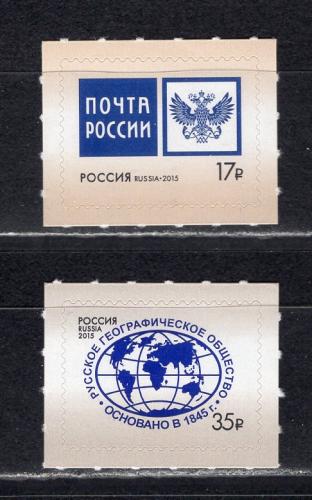 ПОЧТА
РОССИИ
РОССИЯ RUSSIA•2015
17₽
РОССИЯ
RUSSIA
2015
РУССКОЕ ГЕОГРАФИЧЕСКОЕ ОБЩЕСТВО
• ОСНОВАНО В 1845 г. •
35₽